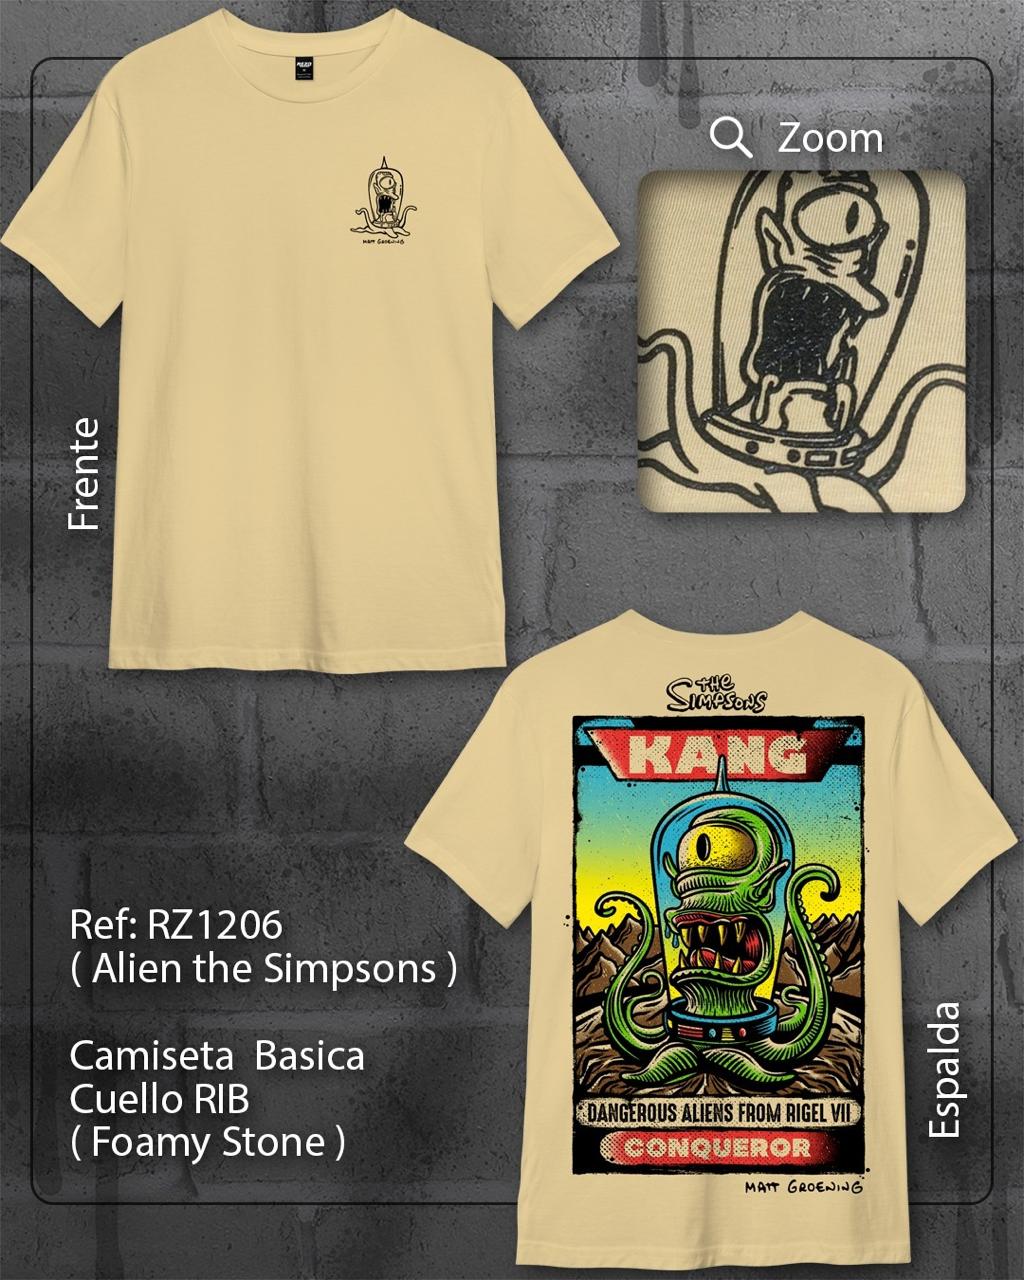 MATT GROENING
Zoom
Frente
THE
SIMPSONS
KANG
DANGEROUS ALIENS FROM RIGEL VII
CONQUEROR
MATT GROENING
Ref: RZ1206
( Alien the Simpsons )
Camiseta Basica
Cuello RIB
( Foamy Stone )
Espalda